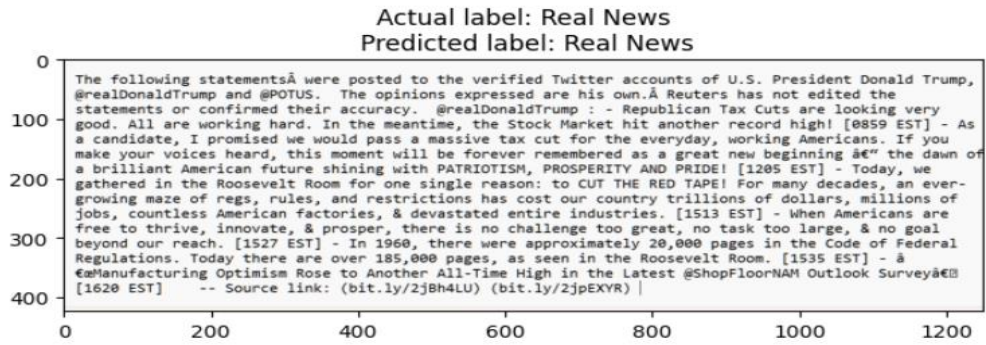 Actual label: Real News
Predicted label: Real News
0
The following statementsÂ were posted to the verified Twitter accounts of U.S. President Donald Trump,
@realDonaldTrump and @POTUS.  The opinions expressed are his own.Â Reuters has not edited the
statements or confirmed their accuracy.  @realDonaldTrump : - Republican Tax Cuts are looking very
100
good. All are working hard. In the meantime, the Stock Market hit another record high! [0859 EST] - As
a candidate, I promised we would pass a massive tax cut for the everyday, working Americans. If you
make your voices heard, this moment will be forever remembered as a great new beginning â€“ the dawn of
200
a brilliant American future shining with PATRIOTISM, PROSPERITY AND PRIDE! [1205 EST] - Today, we
gathered in the Roosevelt Room for one single reason: to CUT THE RED TAPE! For many decades, an ever-
growing maze of regs, rules, and restrictions has cost our country trillions of dollars, millions of
jobs, countless American factories, & devastated entire industries. [1513 EST] - When Americans are
free to thrive, innovate, & prosper, there is no challenge too great, no task too large, & no goal
300
beyond our reach. [1527 EST] - In 1960, there were approximately 20,000 pages in the Code of Federal
Regulations. Today there are over 185,000 pages, as seen in the Roosevelt Room. [1535 EST] - â
€œManufacturing Optimism Rose to Another All-Time High in the Latest @ShopFloorNAM Outlook Surveyâ€
[1620 EST]    -- Source link: (bit.ly/2jBh4LU) (bit.ly/2jpEXYR)
400
0 200 400 600 800 1000 1200